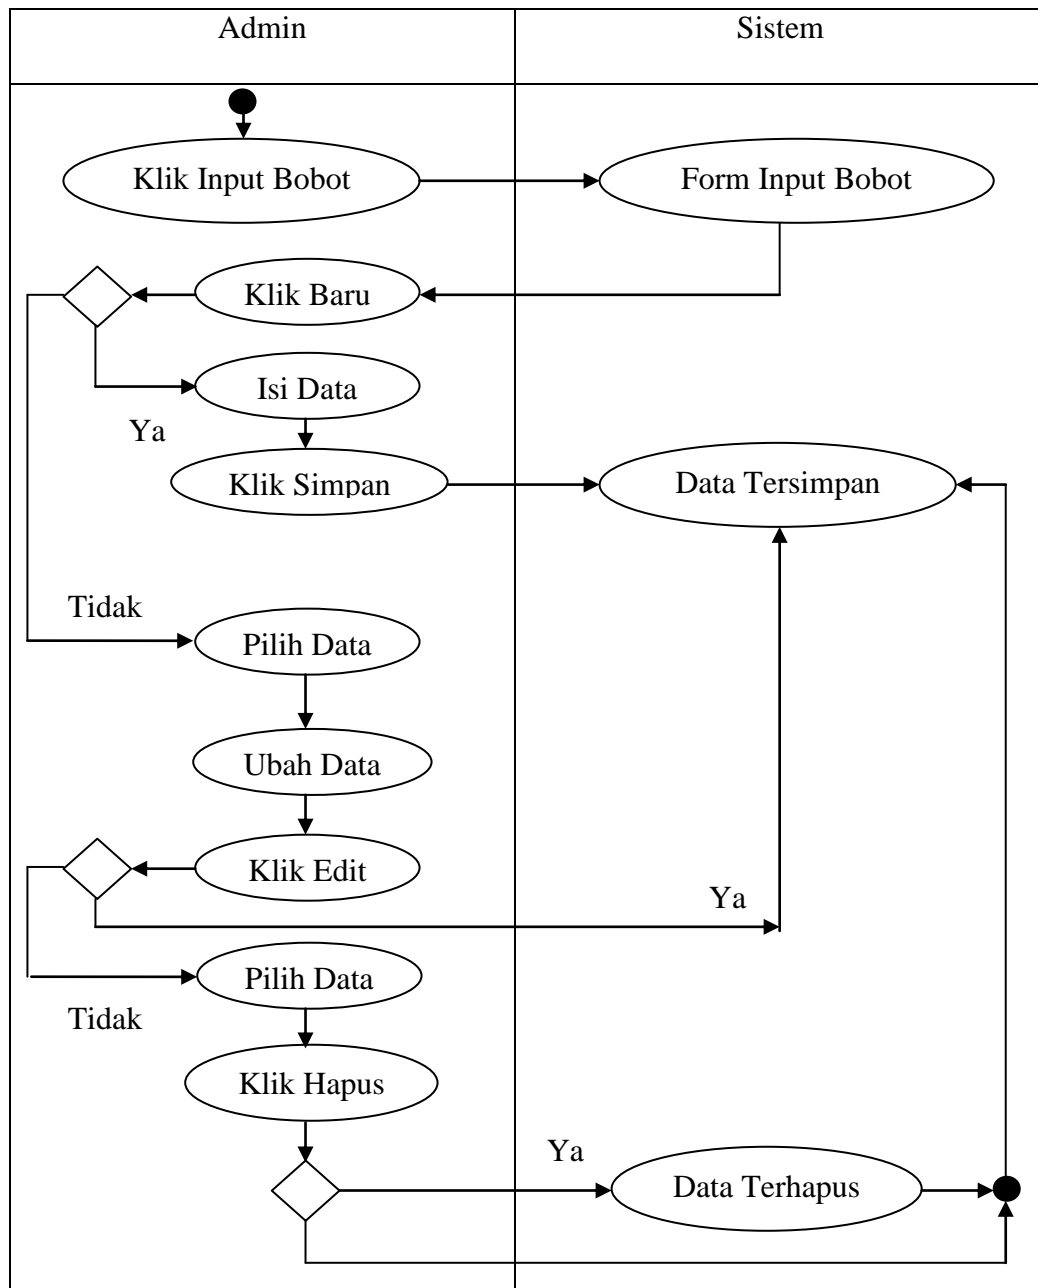 Admin
Sistem
Klik Input Bobot
Form Input Bobot
Klik Baru
Isi Data
Ya
Klik Simpan
Data Tersimpan
Tidak
Pilih Data
Ubah Data
Klik Edit
Ya
Pilih Data
Tidak
Klik Hapus
Ya
Data Terhapus